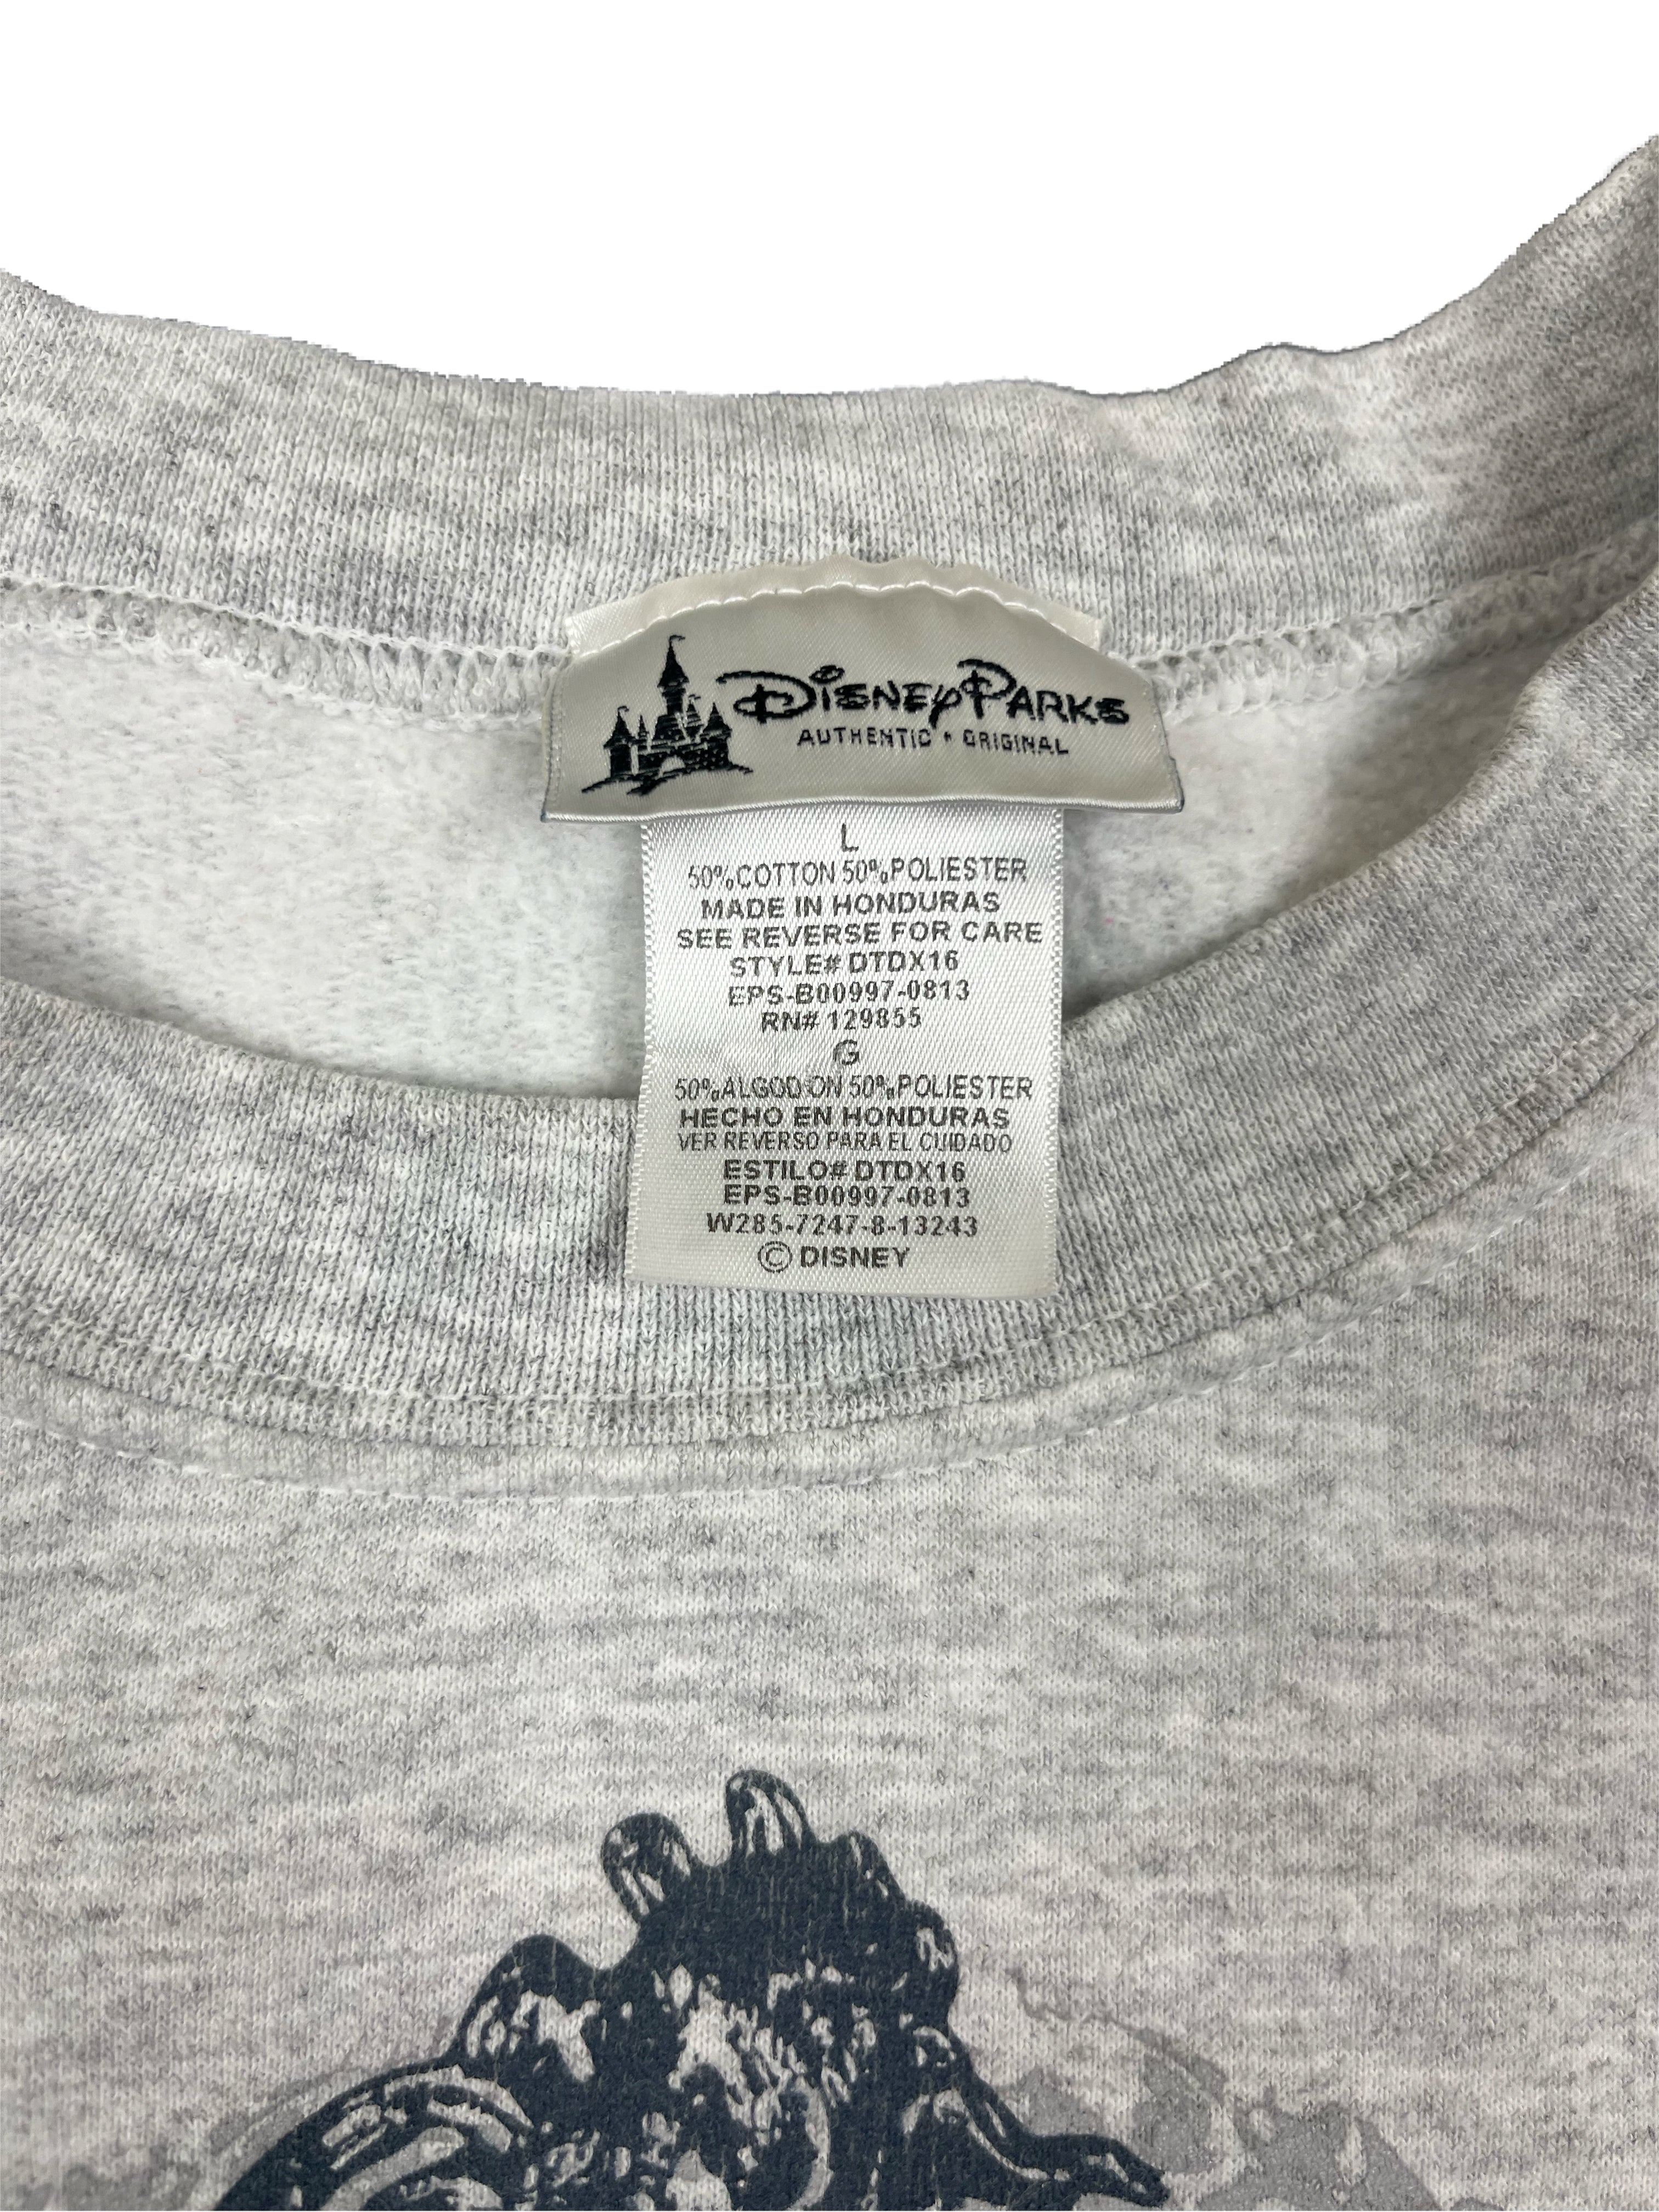 DISNEY PARKS
AUTHENTIC • ORIGINAL
L
50%COTTON 50%POLIESTER
MADE IN HONDURAS
SEE REVERSE FOR CARE
STYLE# DTDX16
EPS-B00997-0813
RN# 129855
G
50%ALGODON 50%POLIESTER
HECHO EN HONDURAS
VER REVERSO PARA EL CUIDADO
ESTILO# DTDX16
EPS-B00997-0813
W285-7247-8-13243
© DISNEY